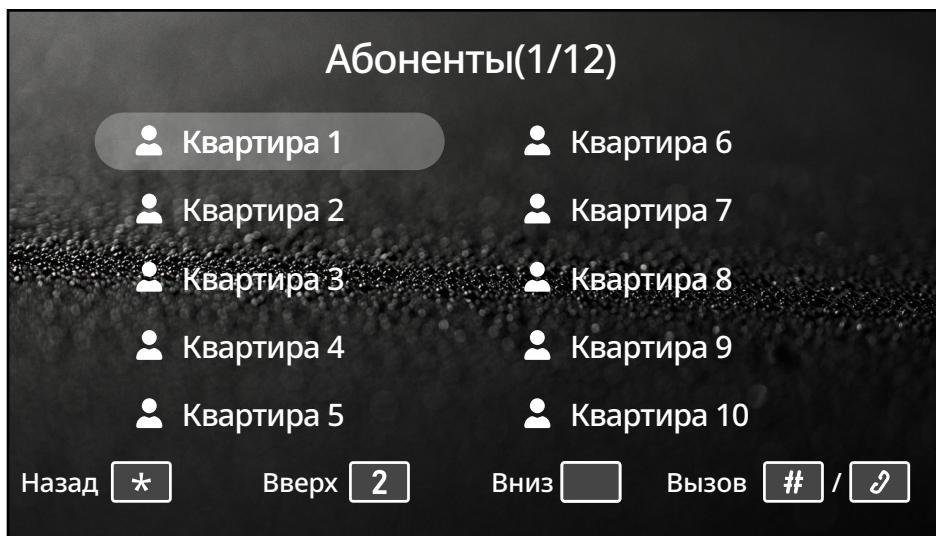 Абоненты(1/12)
Квартира 1
Квартира 2
Квартира 3
Квартира 4
Квартира 5
Квартира 6
Квартира 7
Квартира 8
Квартира 9
Квартира 10
Назад * Вверх 2 Вниз Вызов # /